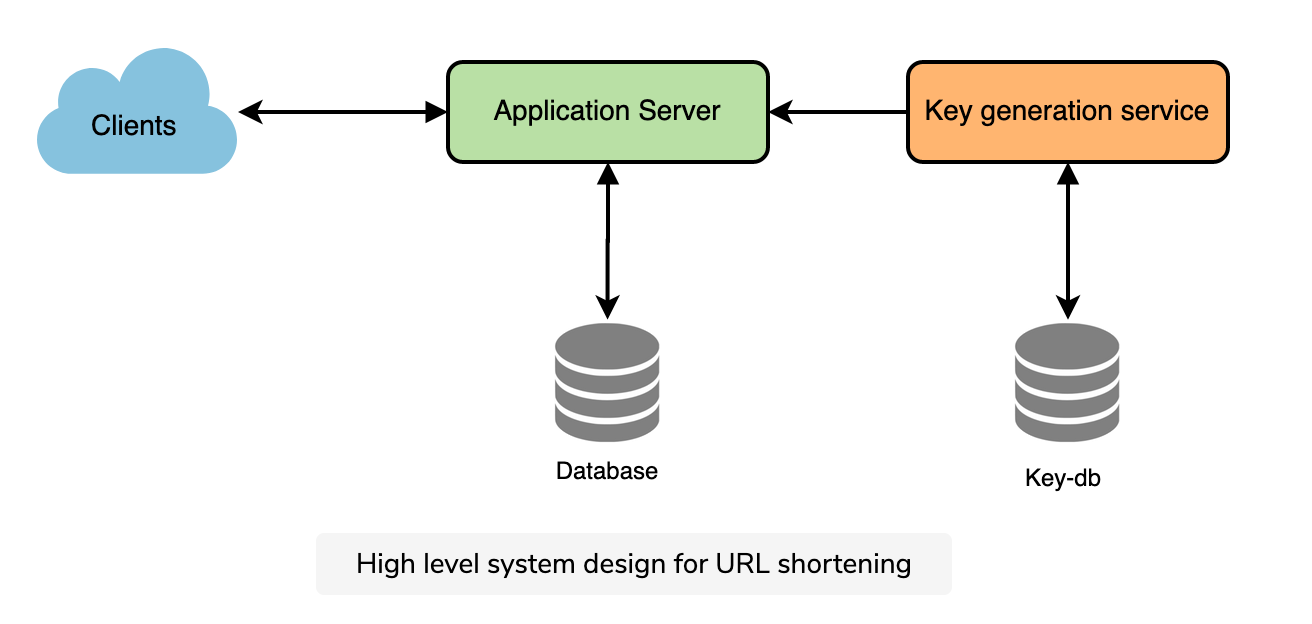 Clients
Application Server
Key generation service
Database
Key-db
High level system design for URL shortening